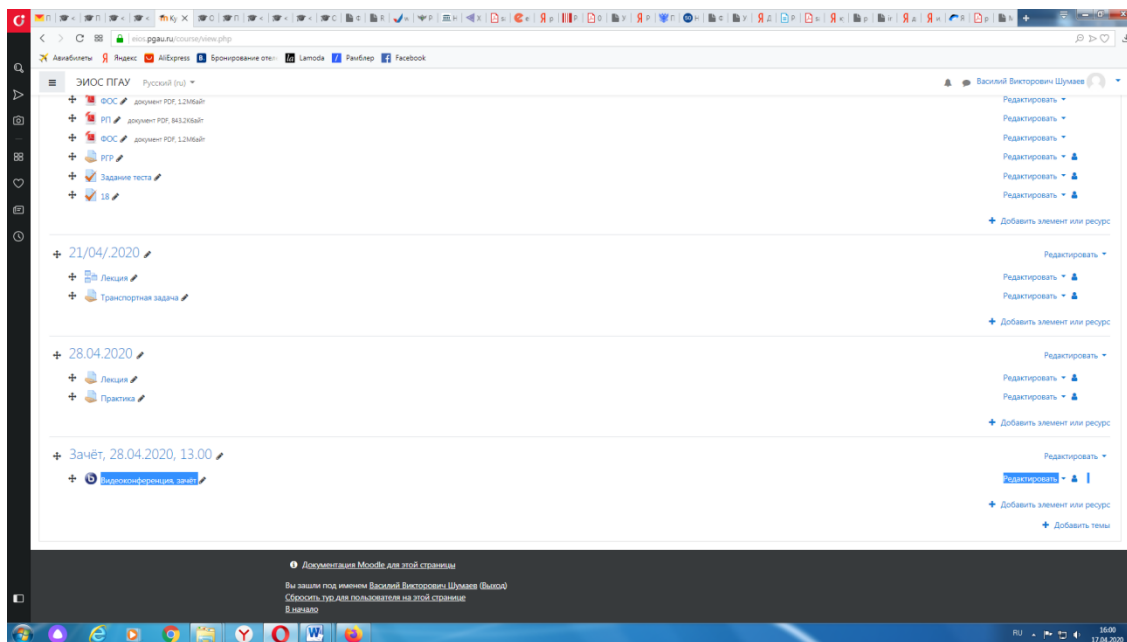 eios.pgau.ru/course/view.php
Авиабилеты Яндекс AliExpress Бронирование отел Lamoda Рамблер Facebook
ЭИОС ПГАУ Русский (ru) Василий Викторович Шумаев
ФОС документ PDF, 1.2Мбайт Редактировать
РП документ PDF, 843.2Кбайт Редактировать
ФОС документ PDF, 1.2Мбайт Редактировать
РГР Редактировать
Задание теста Редактировать
18 Редактировать
Добавить элемент или ресурс
21/04/.2020 Редактировать
Лекция Редактировать
Транспортная задача Редактировать
Добавить элемент или ресурс
28.04.2020 Редактировать
Лекция Редактировать
Практика Редактировать
Добавить элемент или ресурс
Зачёт, 28.04.2020, 13.00 Редактировать
Видеоконференция, зачёт Редактировать
Добавить элемент или ресурс
Добавить темы
Документация Moodle для этой страницы
Вы зашли под именем Василий Викторович Шумаев (Выход)
Сбросить тур для пользователя на этой странице
В начало
RU 16:00
17.04.2020